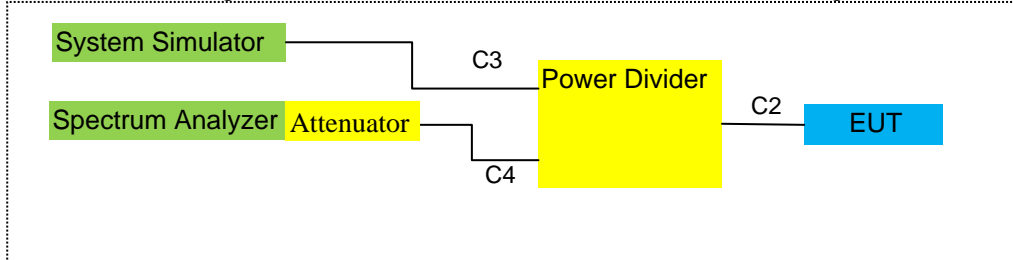 System Simulator
C3
Power Divider
C2
Spectrum Analyzer Attenuator
EUT
C4